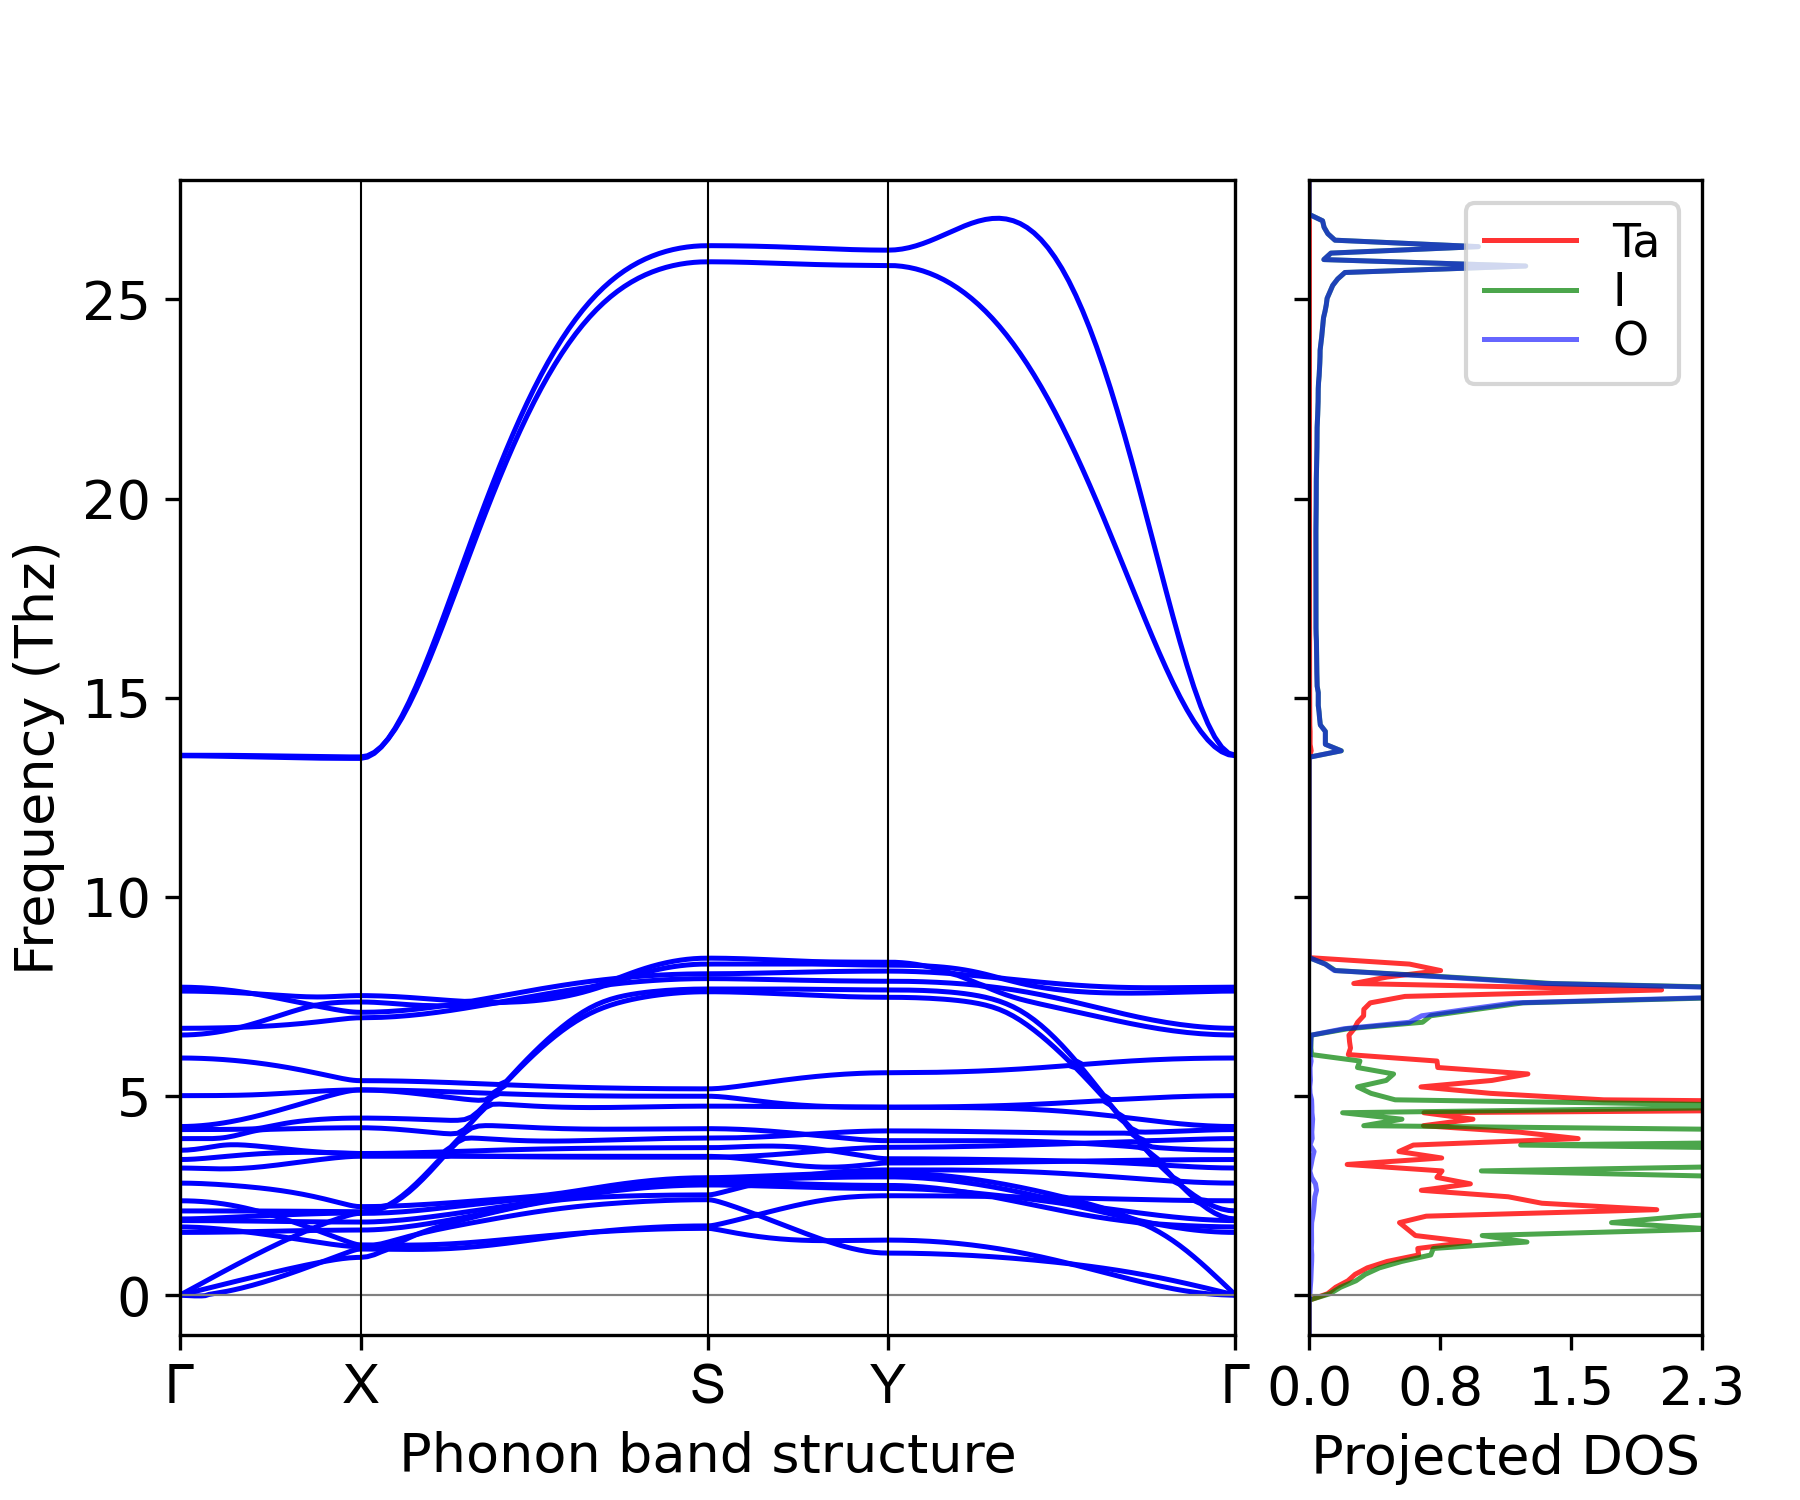 Frequency (Thz)
25
20
15
10
5
0
Γ X S Y Γ
Phonon band structure
Ta
I
O
0.0 0.8 1.5 2.3
Projected DOS